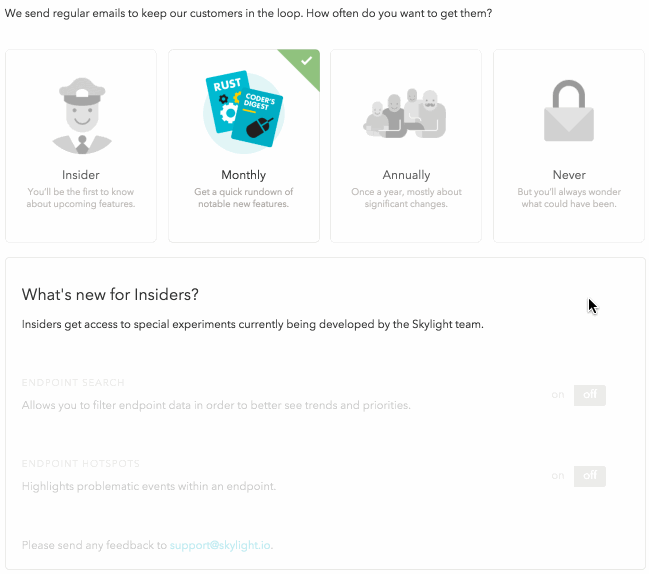 We send regular emails to keep our customers in the loop. How often do you want to get them?
RUST
CODER'S
DIGEST
Insider
You'll be the first to know
about upcoming features.
Monthly
Get a quick rundown of
notable new features.
Annually
Once a year, mostly about
significant changes.
Never
But you'll always wonder
what could have been.
What's new for Insiders?
Insiders get access to special experiments currently being developed by the Skylight team.
ENDPOINT SEARCH
Allows you to filter endpoint data in order to better see trends and priorities.
on off
ENDPOINT HOTSPOTS
Highlights problematic events within an endpoint.
on off
Please send any feedback to support@skylight.io.